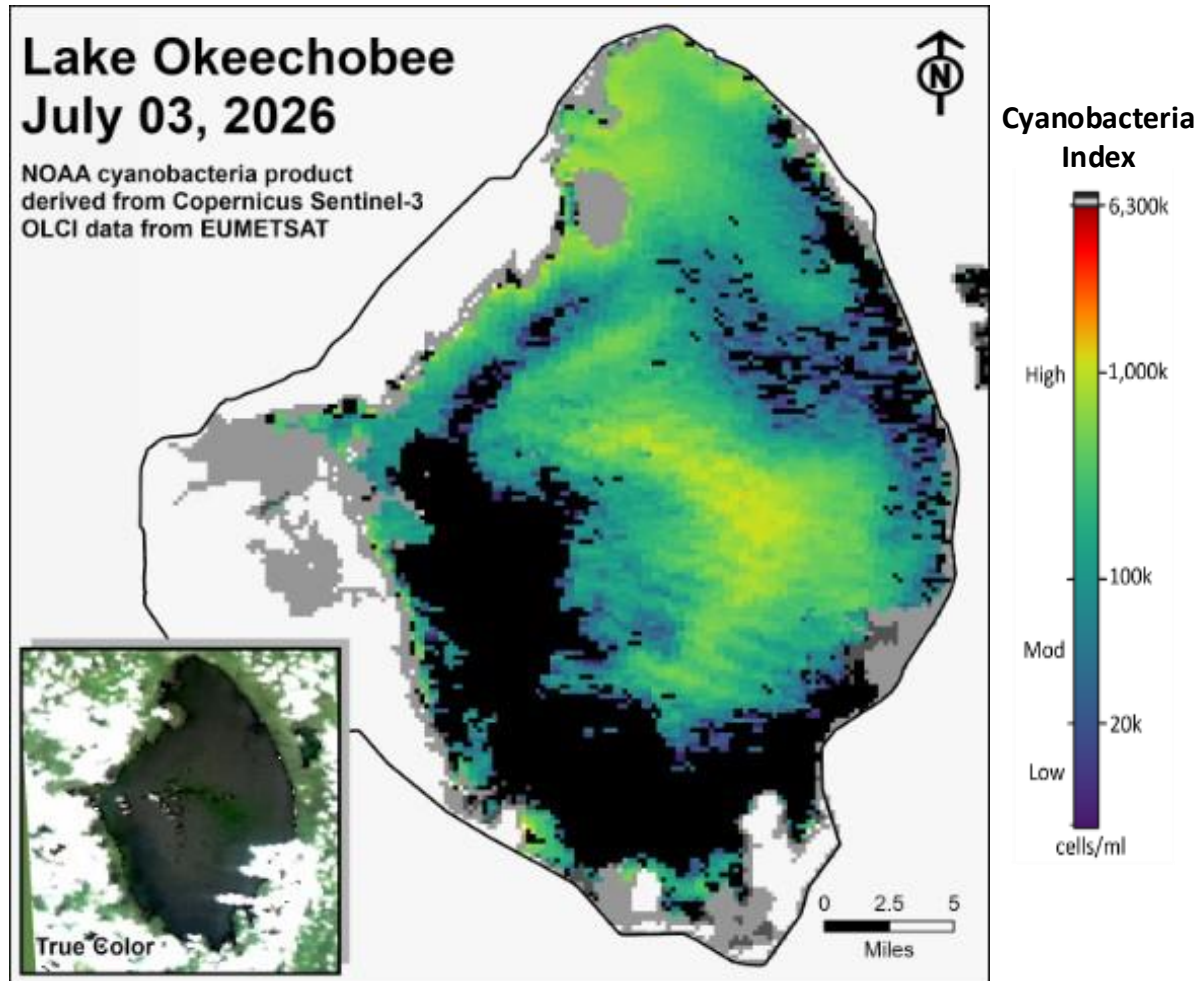 Lake Okeechobee
July 03, 2026
NOAA cyanobacteria product
derived from Copernicus Sentinel-3
OLCI data from EUMETSAT
N
Cyanobacteria
Index
6,300k
High
1,000k
100k
Mod
20k
Low
cells/ml
True Color
0 2.5 5
Miles